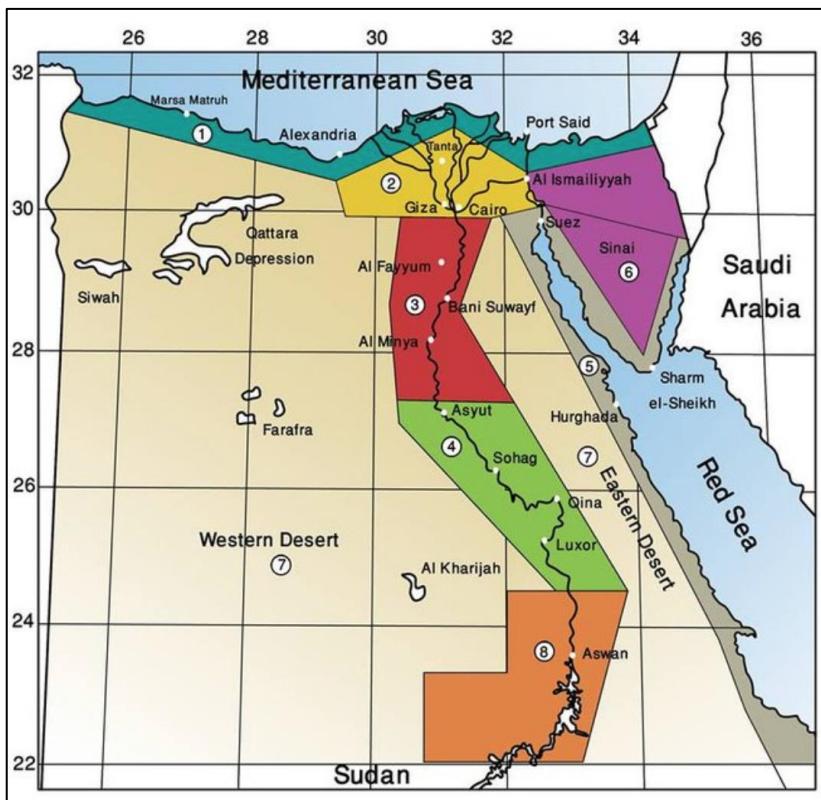 26 28 30 32 34 36
32
Mediterranean Sea
Marsa Matruh
1
Alexandria
Port Said
Tanta
2
Al Ismailiyyah
30
Giza
Cairo
Suez
Qattara
Depression
Sinai
6
Saudi
Arabia
Siwah
Al Fayyum
3
Bani Suwayf
28
Al Minya
5
Sharm
el-Sheikh
Hurghada
Asyut
Farafra
4
Sohag
7
Eastern Desert
Red Sea
26
Qina
Western Desert
7
Luxor
Al Kharijah
24
8
Aswan
22
Sudan